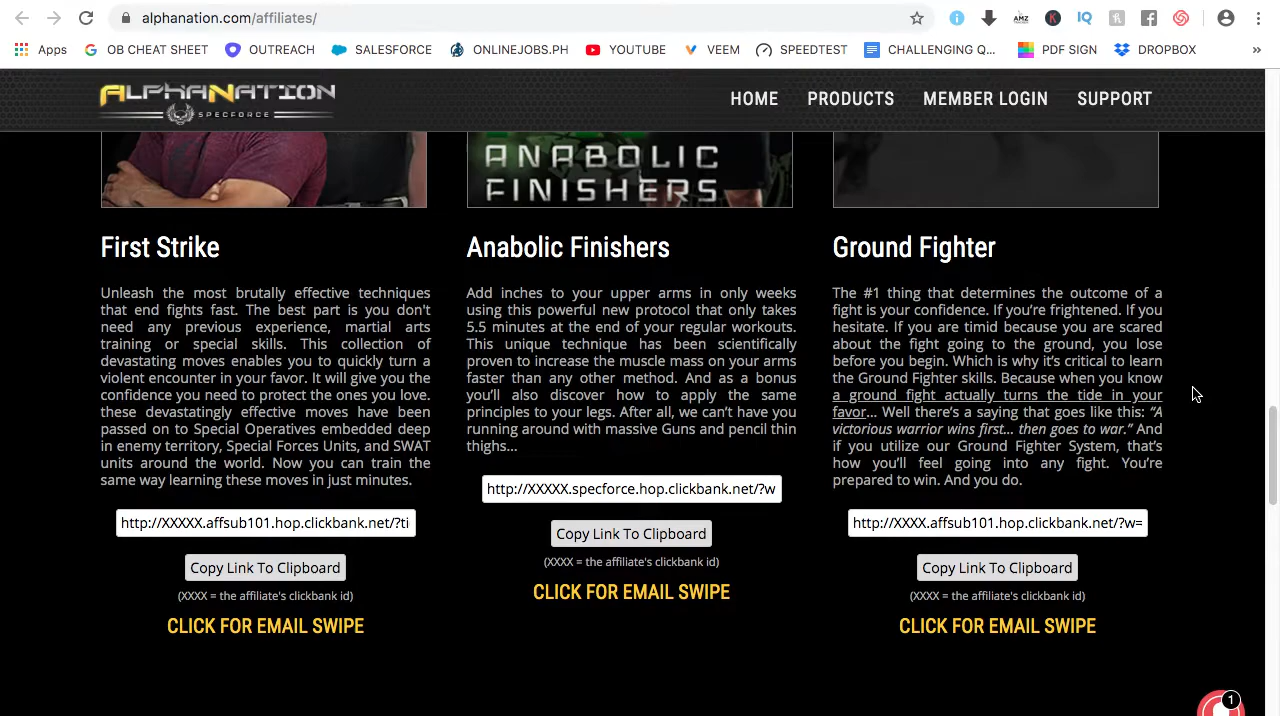 alphanation.com/affiliates/
AMZ
IQ
Apps
OB CHEAT SHEET
OUTREACH
SALESFORCE
ONLINEJOBS.PH
YOUTUBE
VEEM
SPEEDTEST
CHALLENGING Q...
PDF SIGN
DROPBOX
»
ALPHANATION
SPECFORCE
HOME
PRODUCTS
MEMBER LOGIN
SUPPORT
ANABOLIC
FINISHERS
First Strike
Unleash the most brutally effective techniques
that end fights fast. The best part is you don't
need any previous experience, martial arts
training or special skills. This collection of
devastating moves enables you to quickly turn a
violent encounter in your favor. It will give you the
confidence you need to protect the ones you love.
these devastatingly effective moves have been
passed on to Special Operatives embedded deep
in enemy territory, Special Forces Units, and SWAT
units around the world. Now you can train the
same way learning these moves in just minutes.
http://XXXXX.affsub101.hop.clickbank.net/?ti
Copy Link To Clipboard
(XXXX = the affiliate's clickbank id)
CLICK FOR EMAIL SWIPE
Anabolic Finishers
Add inches to your upper arms in only weeks
using this powerful new protocol that only takes
5.5 minutes at the end of your regular workouts.
This unique technique has been scientifically
proven to increase the muscle mass on your arms
faster than any other method. And as a bonus
you'll also discover how to apply the same
principles to your legs. After all, we can't have you
running around with massive Guns and pencil thin
thighs...
http://XXXXX.specforce.hop.clickbank.net/?w
Copy Link To Clipboard
(XXXX = the affiliate's clickbank id)
CLICK FOR EMAIL SWIPE
Ground Fighter
The #1 thing that determines the outcome of a
fight is your confidence. If you're frightened. If you
hesitate. If you are timid because you are scared
about the fight going to the ground, you lose
before you begin. Which is why it's critical to learn
the Ground Fighter skills. Because when you know
a ground fight actually turns the tide in your
favor... Well there's a saying that goes like this: "A
victorious warrior wins first... then goes to war." And
if you utilize our Ground Fighter System, that's
how you'll feel going into any fight. You're
prepared to win. And you do.
http://XXXX.affsub101.hop.clickbank.net/?w=
Copy Link To Clipboard
(XXXX = the affiliate's clickbank id)
CLICK FOR EMAIL SWIPE
1